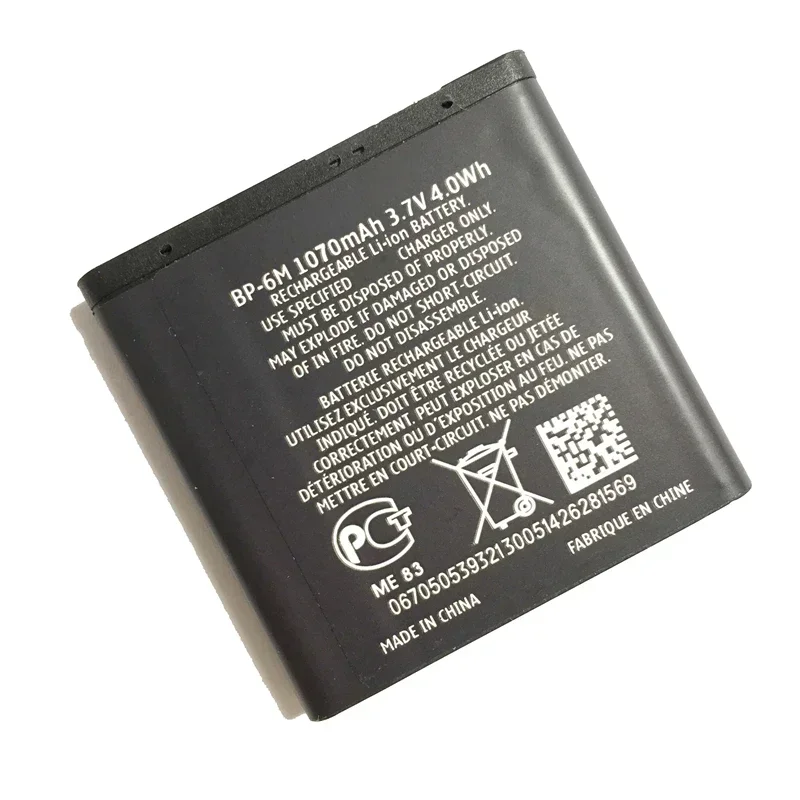 BP-6M 1070mAh 3.7V 4.0Wh
RECHARGEABLE Li-ion BATTERY.
USE SPECIFIED CHARGER ONLY.
MUST BE DISPOSED OF PROPERLY.
MAY EXPLODE IF DAMAGED OR DISPOSED
OF IN FIRE. DO NOT SHORT-CIRCUIT.
DO NOT DISASSEMBLE.
BATTERIE RECHARGEABLE Li-ion.
UTILISEZ EXCLUSIVEMENT LE CHARGEUR
INDIQUÉ. DOIT ÊTRE RECYCLÉE OU JETÉE
CORRECTEMENT. PEUT EXPLOSER EN CAS DE
DÉTÉRIORATION OU D'EXPOSITION AU FEU. NE PAS
METTRE EN COURT-CIRCUIT. NE PAS DÉMONTER.
РСТ
ME 83
06705053932130051426281569
MADE IN CHINA
FABRIQUE EN CHINE